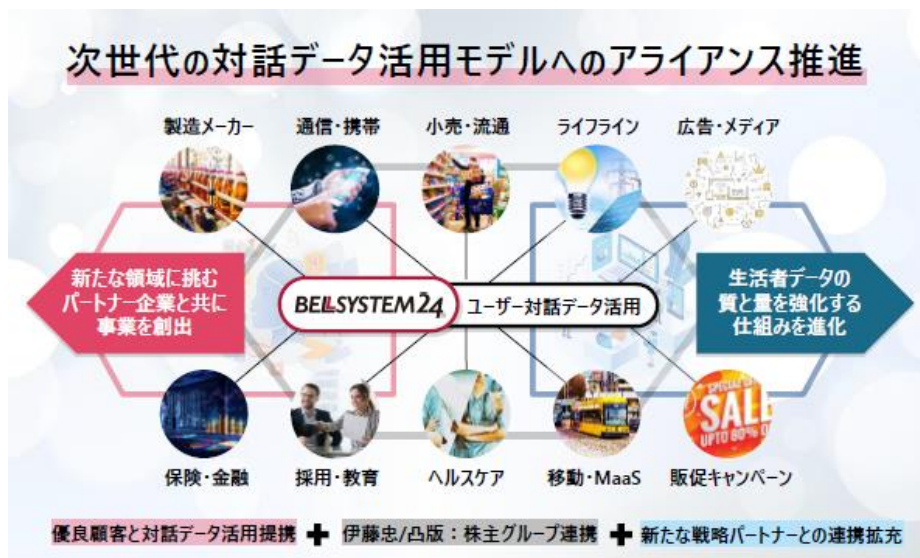 次世代の対話データ活用モデルへのアライアンス推進
製造メーカー
通信・携帯
小売・流通
ライフライン
広告・メディア
新たな領域に挑む
パートナー企業と共に
事業を創出
BELLSYSTEM24
ユーザー対話データ活用
生活者データの
質と量を強化する
仕組みを進化
SPECIAL OFFER
SALE
UP TO 80% O
保険・金融
採用・教育
ヘルスケア
移動・MaaS
販促キャンペーン
優良顧客と対話データ活用提携 + 伊藤忠/凸版：株主グループ連携 + 新たな戦略パートナーとの連携拡充